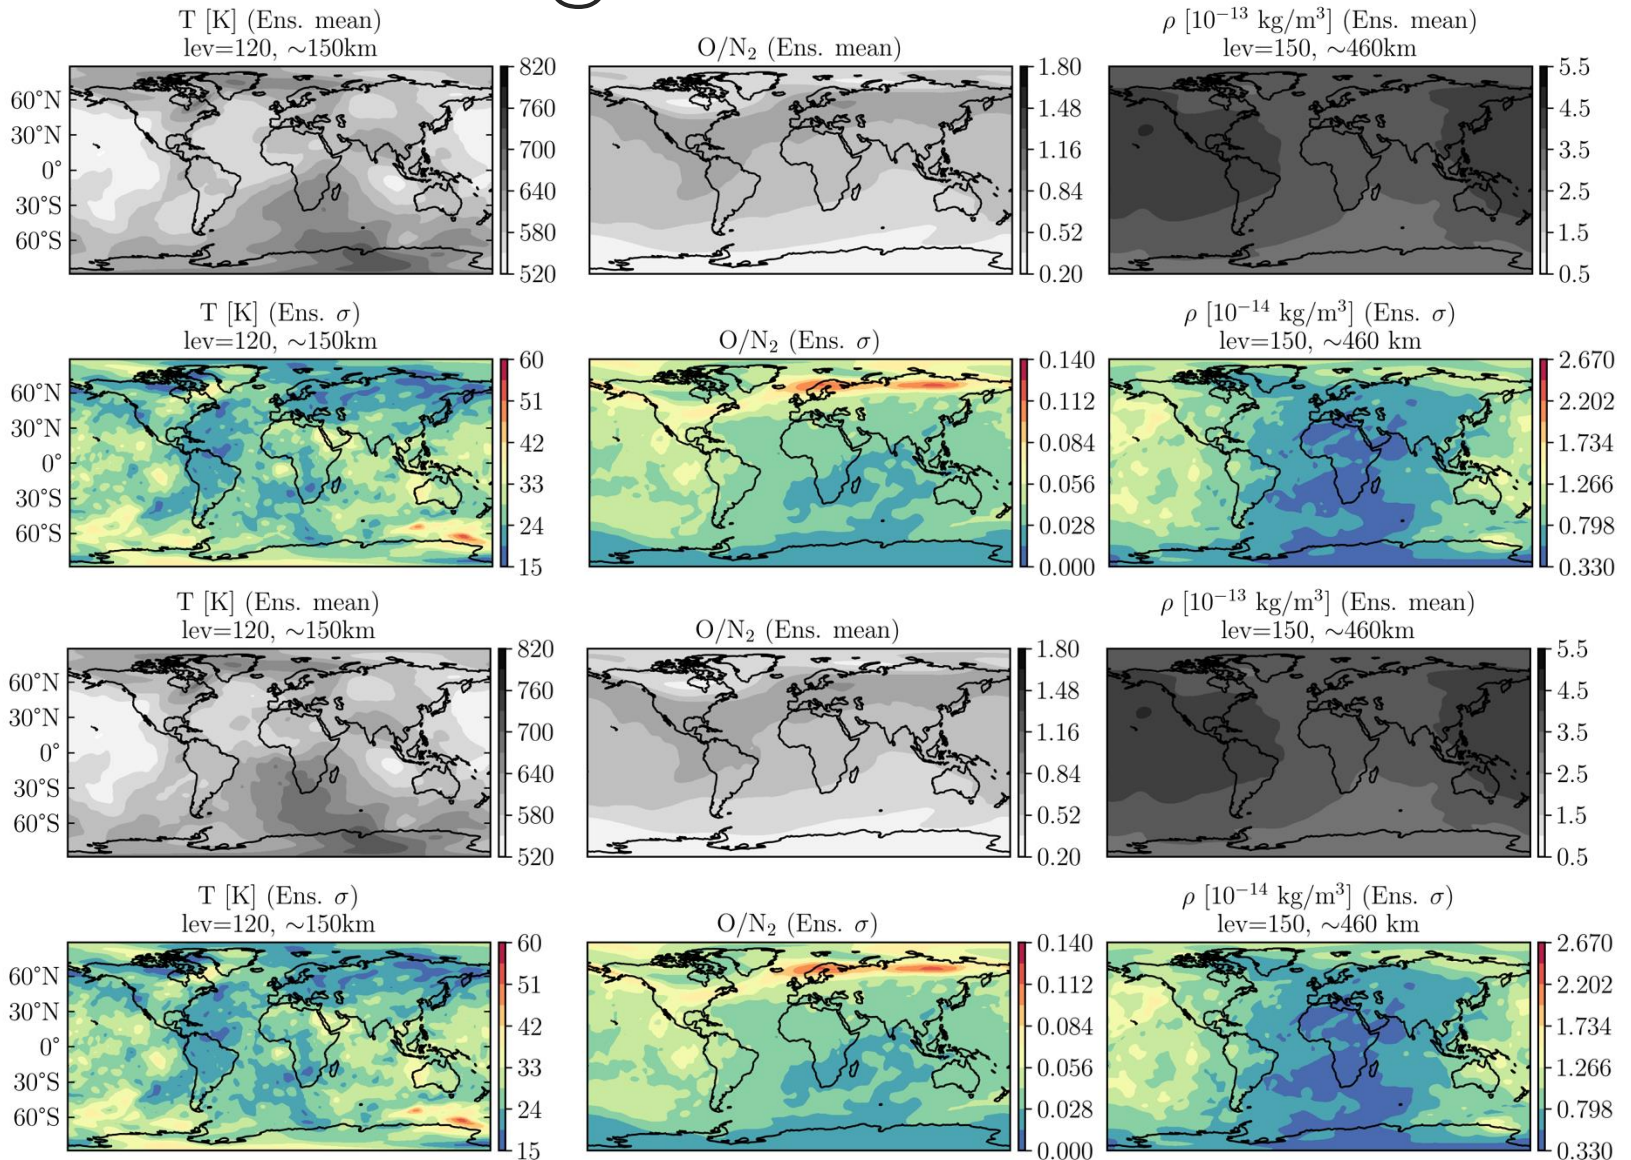 T [K] (Ens. mean)
lev=120, ~150km
O/N₂ (Ens. mean)
ρ [10⁻¹³ kg/m³] (Ens. mean)
lev=150, ~460km
60°N
30°N
0°
30°S
60°S
820
760
700
640
580
520
1.80
1.48
1.16
0.84
0.52
0.20
5.5
4.5
3.5
2.5
1.5
0.5
T [K] (Ens. σ)
lev=120, ~150km
O/N₂ (Ens. σ)
ρ [10⁻¹⁴ kg/m³] (Ens. σ)
lev=150, ~460 km
60°N
30°N
0°
30°S
60°S
60
51
42
33
24
15
0.140
0.112
0.084
0.056
0.028
0.000
2.670
2.202
1.734
1.266
0.798
0.330
T [K] (Ens. mean)
lev=120, ~150km
O/N₂ (Ens. mean)
ρ [10⁻¹³ kg/m³] (Ens. mean)
lev=150, ~460km
60°N
30°N
0°
30°S
60°S
820
760
700
640
580
520
1.80
1.48
1.16
0.84
0.52
0.20
5.5
4.5
3.5
2.5
1.5
0.5
T [K] (Ens. σ)
lev=120, ~150km
O/N₂ (Ens. σ)
ρ [10⁻¹⁴ kg/m³] (Ens. σ)
lev=150, ~460 km
60°N
30°N
0°
30°S
60°S
60
51
42
33
24
15
0.140
0.112
0.084
0.056
0.028
0.000
2.670
2.202
1.734
1.266
0.798
0.330